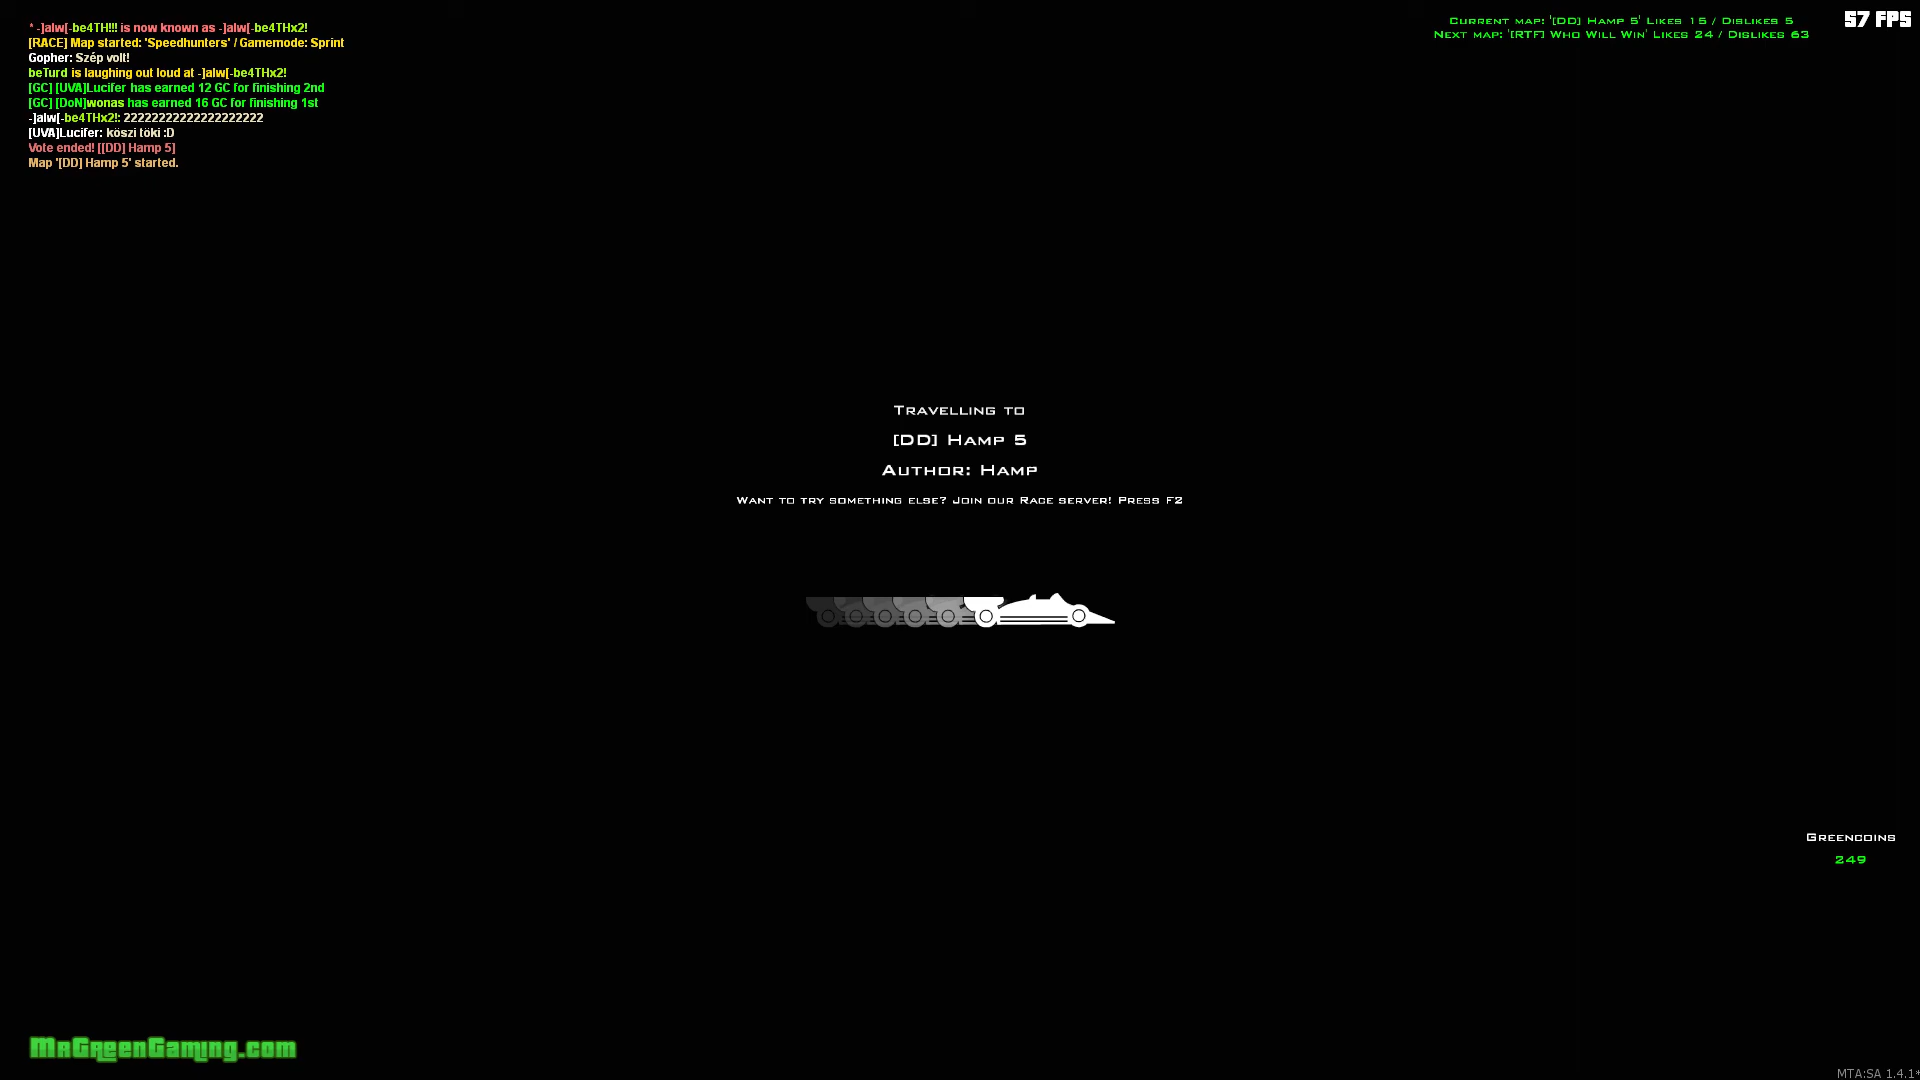 * -]alw[-be4TH!!! is now known as -]alw[-be4THx2!
[RACE] Map started: 'Speedhunters' / Gamemode: Sprint
Gopher: Szép volt!
beTurd is laughing out loud at -]alw[-be4THx2!
[GC] [UVA]Lucifer has earned 12 GC for finishing 2nd
[GC] [DoN]wonas has earned 16 GC for finishing 1st
-]alw[-be4THx2!: 22222222222222222222
[UVA]Lucifer: köszi töki :D
Vote ended! [[DD] Hamp 5]
Map '[DD] Hamp 5' started.
Current map: '[DD] Hamp 5' Likes 15 / Dislikes 5
Next map: '[RTF] Who Will Win' Likes 24 / Dislikes 63
57 FPS
Travelling to
[DD] Hamp 5
Author: Hamp
Want to try something else? Join our Race server! Press F2
Greencoins
249
MrGreenGaming.com
MTA:SA 1.4.1*